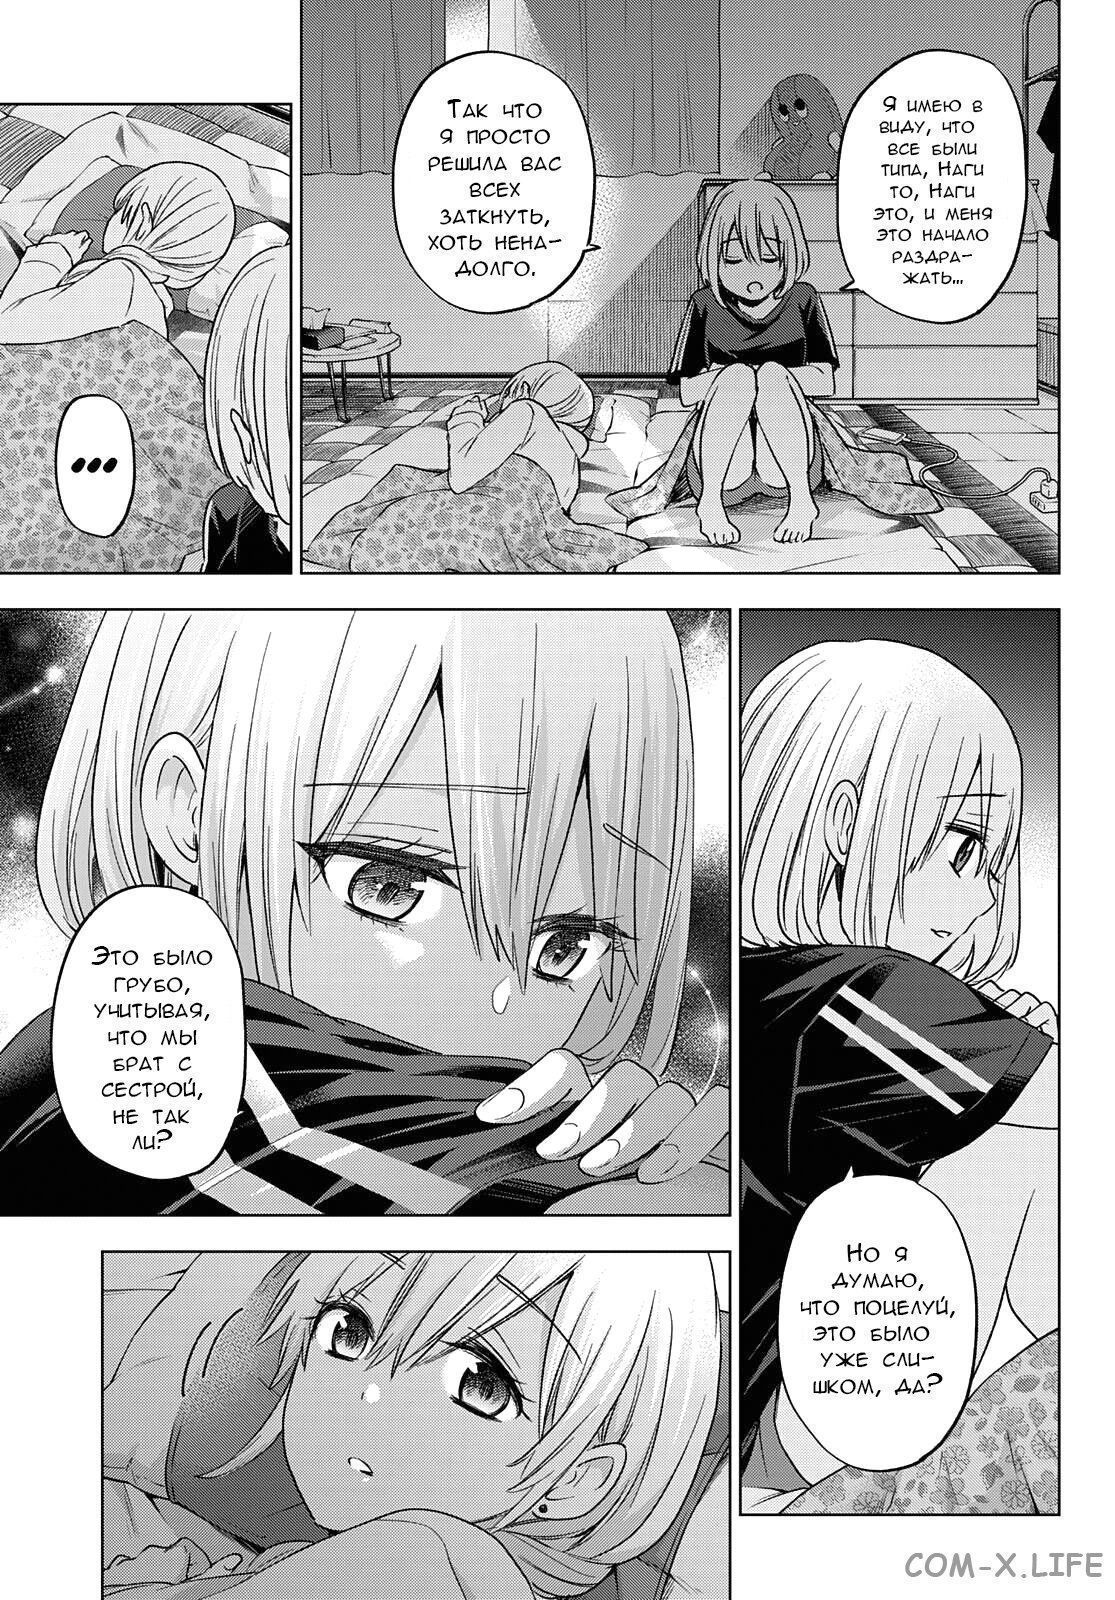 Я имею в
виду, что
все были
типа, Наги
то, Наги
это, и меня
это начало
раздра-
жать...
Так что
я просто
решила вас
всех
заткнуть,
хоть нена-
долго.
...
Но я
думаю,
что поцелуй,
это было
уже сли-
шком, да?
Это было
грубо,
учитывая,
что мы
брат с
сестрой,
не так
ли?
COM-X.LIFE